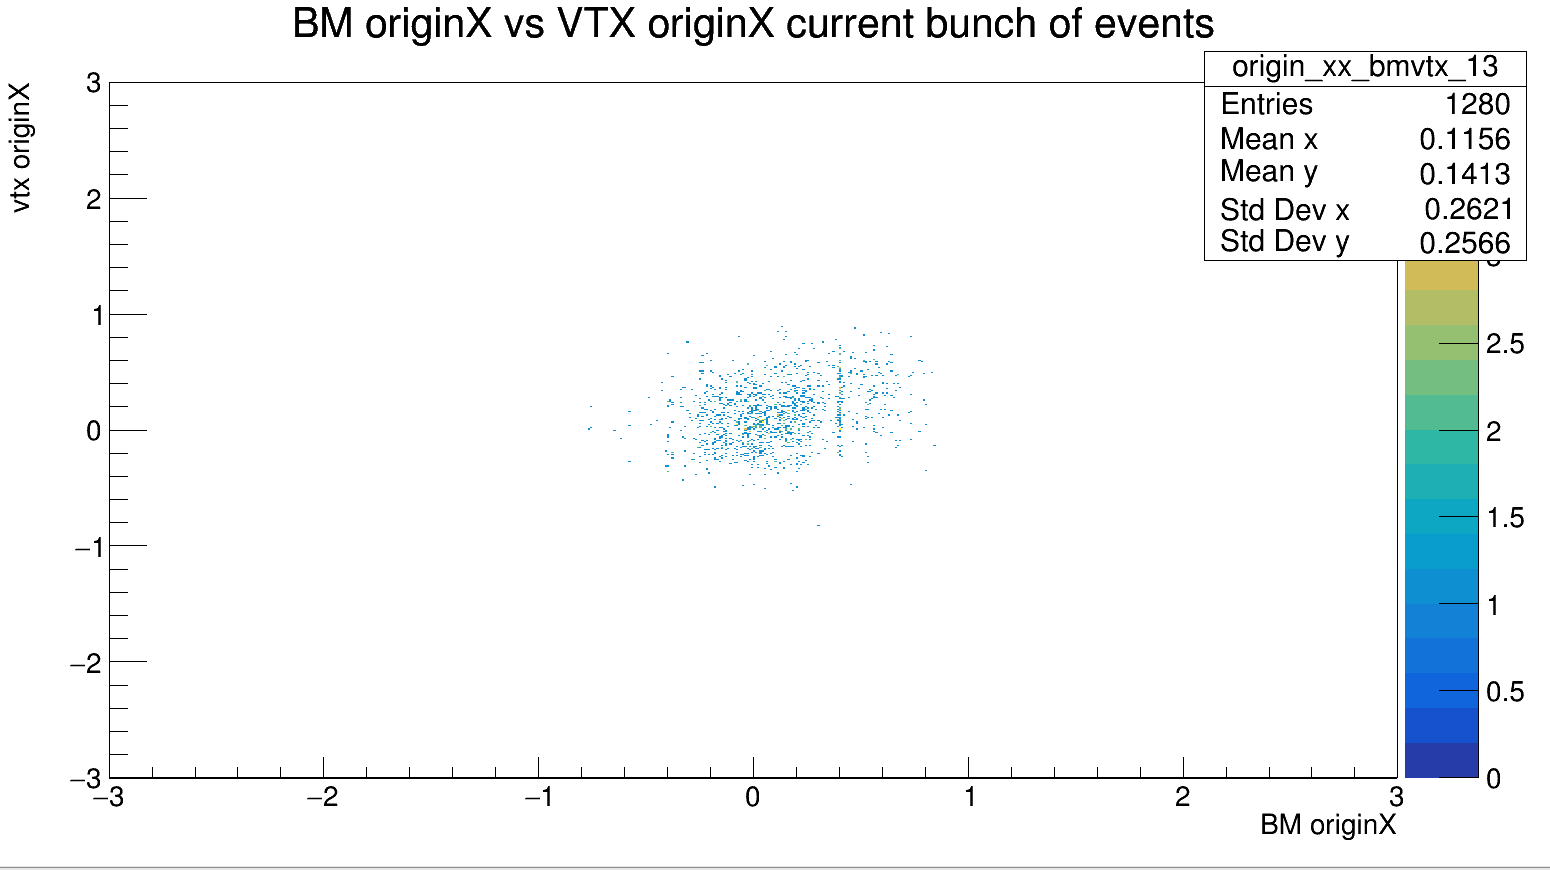 BM originX vs VTX originX current bunch of events
origin_xx_bmvtx_13
Entries 1280
Mean x 0.1156
Mean y 0.1413
Std Dev x 0.2621
Std Dev y 0.2566
vtx originX
3
2
1
0
−1
−2
−3
−3 −2 −1 0 1 2 3
BM originX
2.5
2
1.5
1
0.5
0